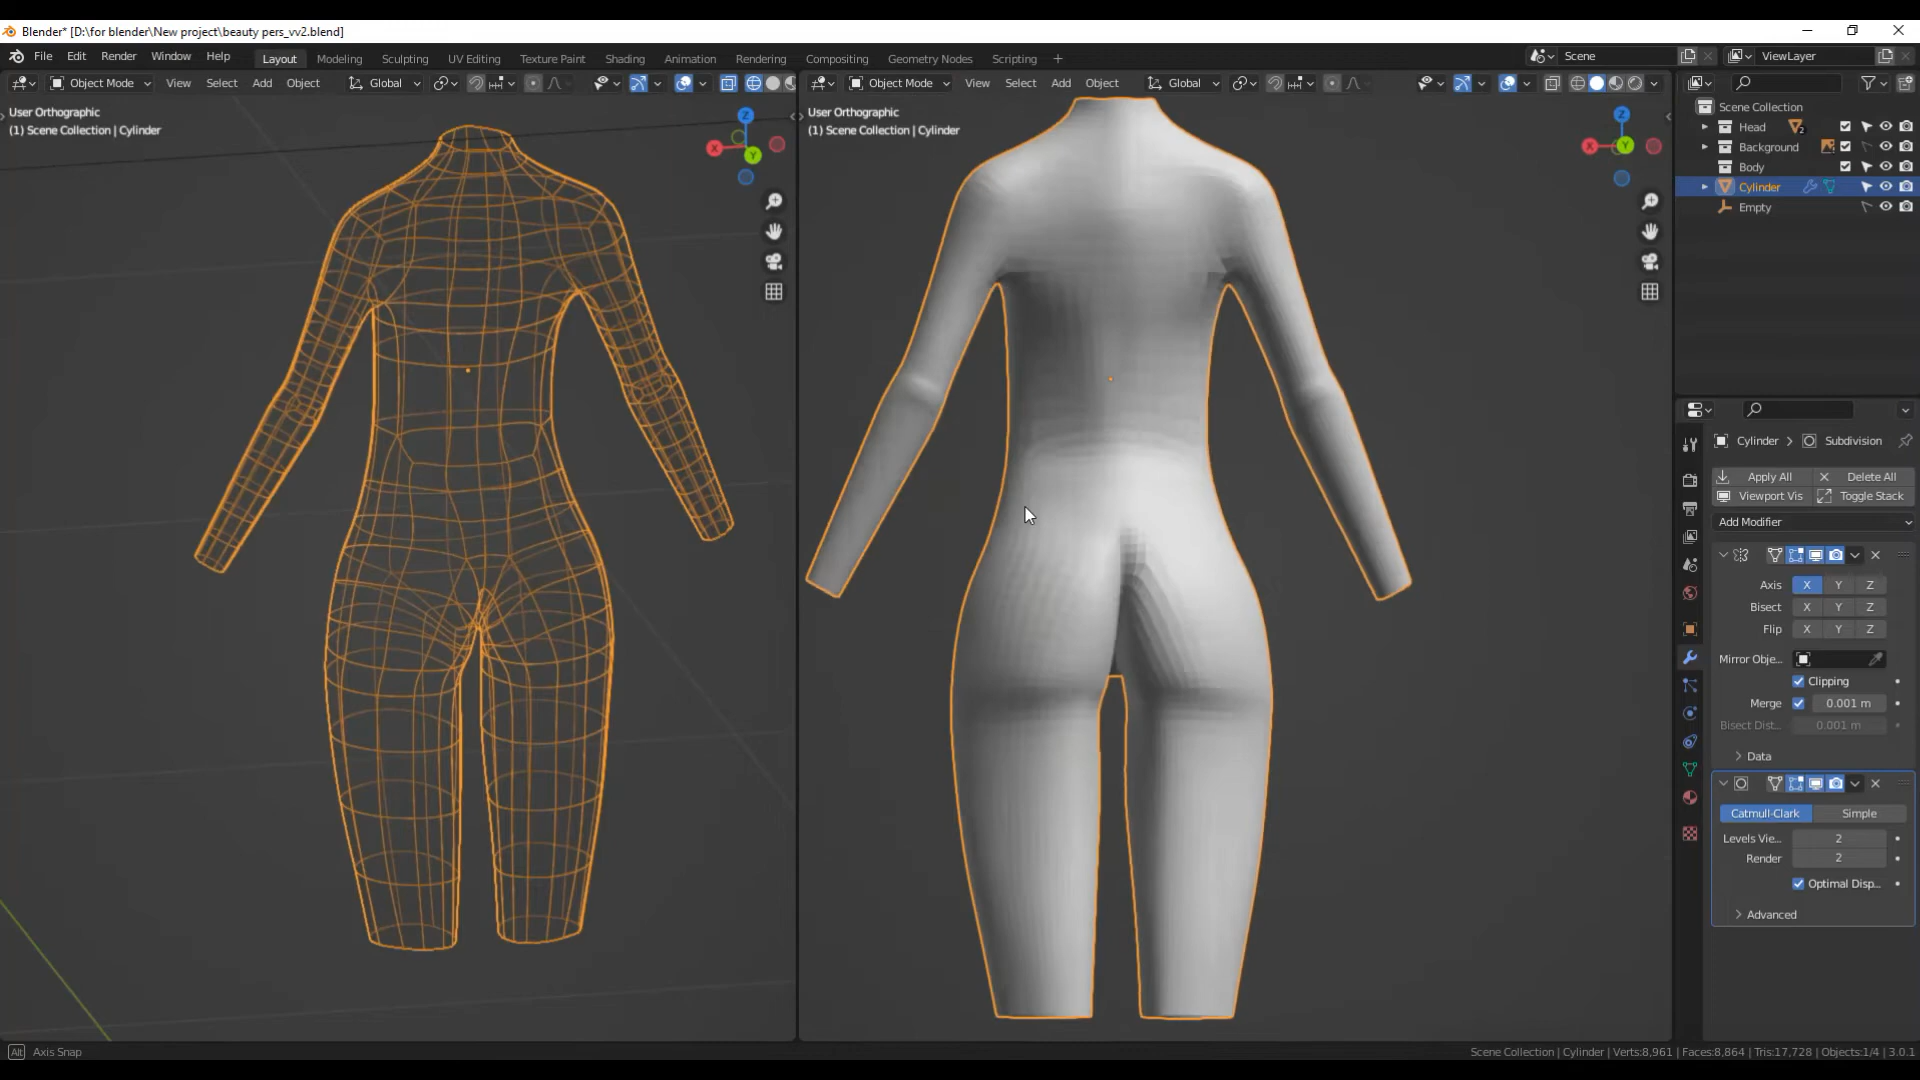 Blender* [D:\for blender\New project\beauty pers_vv2.blend]
File Edit Render Window Help Layout Modeling Sculpting UV Editing Texture Paint Shading Animation Rendering Compositing Geometry Nodes Scripting + Scene ViewLayer
Object Mode View Select Add Object Global Object Mode View Select Add Object Global
User Orthographic
(1) Scene Collection | Cylinder
Z
X
Y
User Orthographic
(1) Scene Collection | Cylinder
Z
X
Y
Scene Collection
Head 2
Background
Body
Cylinder
Empty
Cylinder > Subdivision
Apply All Delete All
Viewport Vis Toggle Stack
Add Modifier
Axis X Y Z
Bisect X Y Z
Flip X Y Z
Mirror Obje...
Clipping
Merge 0.001 m
Bisect Dist... 0.001 m
Data
Catmull-Clark Simple
Levels Vie... 2
Render 2
Optimal Disp...
Advanced
Alt Axis Snap
Scene Collection | Cylinder | Verts:8,961 | Faces:8,864 | Tris:17,728 | Objects:1/4 | 3.0.1